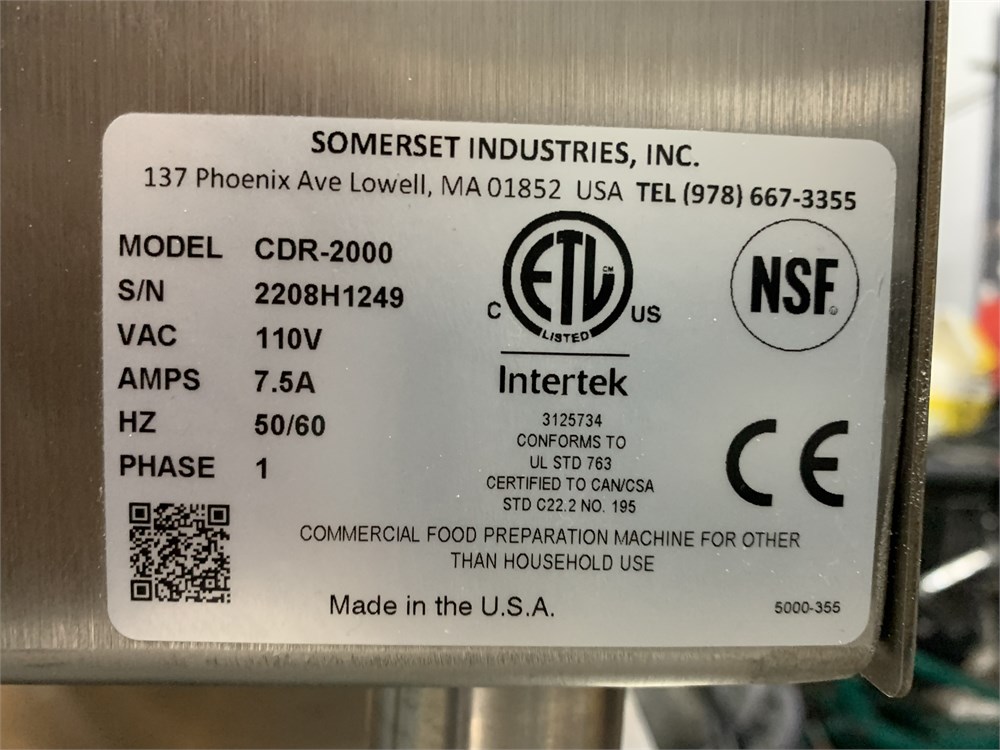 SOMERSET INDUSTRIES, INC.
137 Phoenix Ave Lowell, MA 01852 USA TEL (978) 667-3355
MODEL CDR-2000
S/N 2208H1249
VAC 110V
AMPS 7.5A
HZ 50/60
PHASE 1
ETL CM
C US
LISTED
Intertek
3125734
CONFORMS TO
UL STD 763
CERTIFIED TO CAN/CSA
STD C22.2 NO. 195
NSF®
CE
COMMERCIAL FOOD PREPARATION MACHINE FOR OTHER
THAN HOUSEHOLD USE
Made in the U.S.A.
5000-355